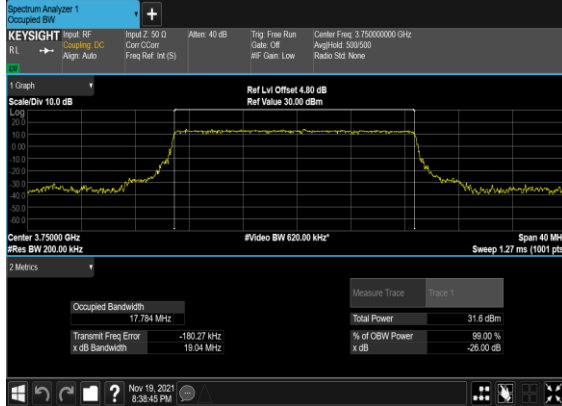 Spectrum Analyzer 1
Occupied BW
+
KEYSIGHT Input: RF Input Z: 50 Ω Atten: 40 dB Trig: Free Run Center Freq: 3.750000000 GHz
RL Coupling: DC Corr CCorr Gate: Off Avg|Hold: 500/500
Align: Auto Freq Ref: Int (S) #IF Gain: Low Radio Std: None
1 Graph
Ref Lvl Offset 4.80 dB
Scale/Div 10.0 dB Ref Value 30.00 dBm
Log
20.0
10.0
0.00
-10.0
-20.0
-30.0
-40.0
-50.0
-60.0
Center 3.75000 GHz #Video BW 620.00 kHz* Span 40 MH
#Res BW 200.00 kHz Sweep 1.27 ms (1001 pts
2 Metrics
Measure Trace Trace 1
Occupied Bandwidth
17.784 MHz Total Power 31.6 dBm
Transmit Freq Error -180.27 kHz % of OBW Power 99.00 %
x dB Bandwidth 19.04 MHz x dB -26.00 dB
? Nov 19, 2021
8:38:45 PM